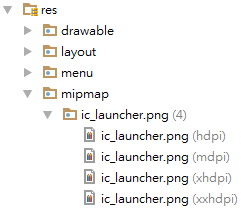 res
drawable
layout
menu
mipmap
ic_launcher.png (4)
ic_launcher.png (hdpi)
ic_launcher.png (mdpi)
ic_launcher.png (xhdpi)
ic_launcher.png (xxhdpi)